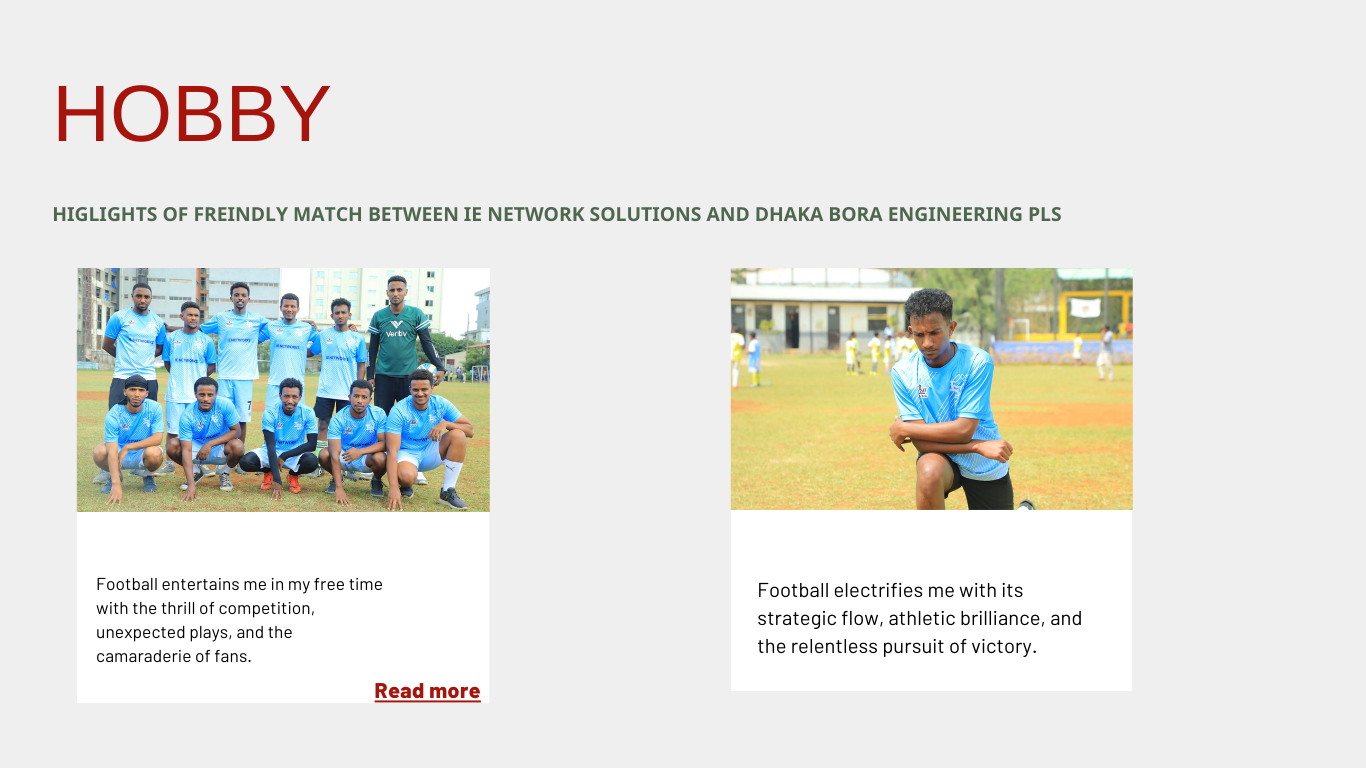 HOBBY
HIGLIGHTS OF FREINDLY MATCH BETWEEN IE NETWORK SOLUTIONS AND DHAKA BORA ENGINEERING PLS
Football entertains me in my free time
with the thrill of competition,
unexpected plays, and the
camaraderie of fans.
Read more
Football electrifies me with its
strategic flow, athletic brilliance, and
the relentless pursuit of victory.